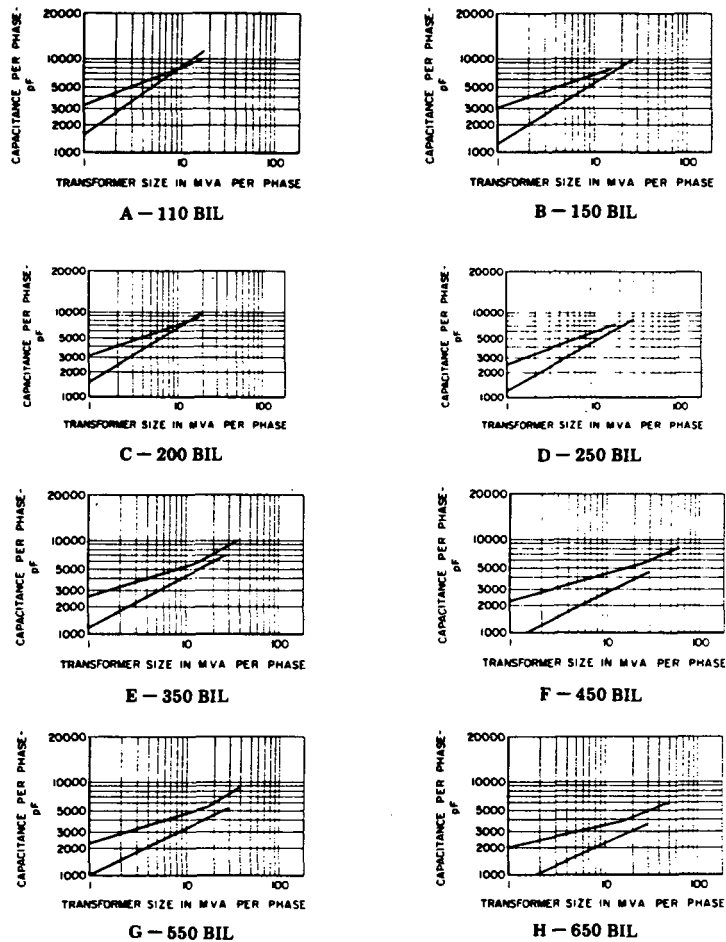 CAPACITANCE PER PHASE-
pF
20000
10000
5000
3000
2000
1000
1
10
100
TRANSFORMER SIZE IN MVA PER PHASE
A — 110 BIL
CAPACITANCE PER PHASE-
pF
20000
10000
5000
3000
2000
1000
1
10
100
TRANSFORMER SIZE IN MVA PER PHASE
B — 150 BIL
CAPACITANCE PER PHASE-
pF
20000
10000
5000
3000
2000
1000
1
10
100
TRANSFORMER SIZE IN MVA PER PHASE
C — 200 BIL
CAPACITANCE PER PHASE-
pF
20000
10000
5000
3000
2000
1000
1
10
100
TRANSFORMER SIZE IN MVA PER PHASE
D — 250 BIL
CAPACITANCE PER PHASE-
pF
20000
10000
5000
3000
2000
1000
1
10
100
TRANSFORMER SIZE IN MVA PER PHASE
E — 350 BIL
CAPACITANCE PER PHASE-
pF
20000
10000
5000
3000
2000
1000
1
10
100
TRANSFORMER SIZE IN MVA PER PHASE
F — 450 BIL
CAPACITANCE PER PHASE-
pF
20000
10000
5000
3000
2000
1000
1
10
100
TRANSFORMER SIZE IN MVA PER PHASE
G — 550 BIL
CAPACITANCE PER PHASE-
pF
20000
10000
5000
3000
2000
1000
1
10
100
TRANSFORMER SIZE IN MVA PER PHASE
H — 650 BIL